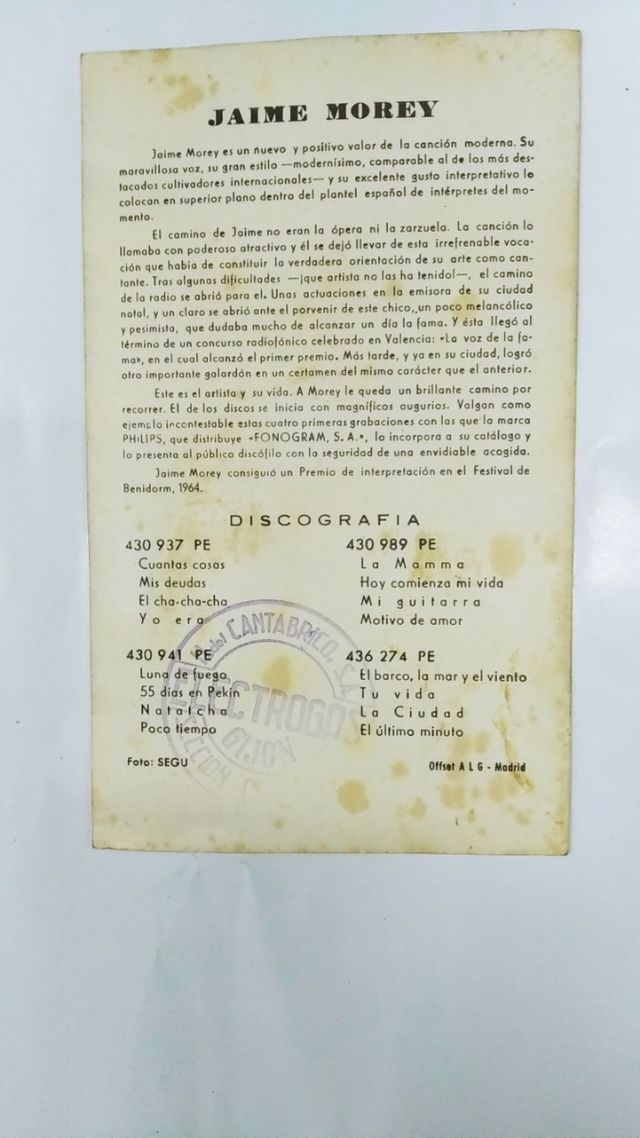 JAIME MOREY
Jaime Morey es un nuevo y positivo valor de la canción moderna. Su
maravillosa voz, su gran estilo —modernísimo, comparable al de los más des-
tacados cultivadores internacionales— y su excelente gusto interpretativo le
colocan en superior plano dentro del plantel español de intérpretes del mo-
mento.
El camino de Jaime no eran la ópera ni la zarzuela. La canción lo
llamaba con poderoso atractivo y él se dejó llevar de esta irrefrenable voca-
ción que había de constituir la verdadera orientación de su arte como can-
tante. Tras algunas dificultades —¡que artista no las ha tenido!—, el camino
de la radio se abrió para el. Unas actuaciones en la emisora de su ciudad
natal, y un claro se abrió ante el porvenir de este chico, un poco melancólico
y pesimista, que dudaba mucho de alcanzar un día la fama. Y ésta llegó al
término de un concurso radiofónico celebrado en Valencia: «La voz de la fa-
ma», en el cual alcanzó el primer premio. Más tarde, y ya en su ciudad, logró
otro importante galardón en un certamen del mismo carácter que el anterior.
Este es el artista y su vida. A Morey le queda un brillante camino por
recorrer. El de los discos se inicia con magníficos augurios. Valgan como
ejemplo incontestable estas cuatro primeras grabaciones con las que la marca
PHILIPS, que distribuye «FONOGRAM, S. A.», lo incorpora a su catálogo y
lo presenta al público discófilo con la seguridad de una envidiable acogida.
Jaime Morey consiguió un Premio de interpretación en el Festival de
Benidorm, 1964.
DISCOGRAFIA
430 937 PE
Cuantas cosas
Mis deudas
El cha-cha-cha
Yo era
430 989 PE
La Mamma
Hoy comienza mi vida
Mi guitarra
Motivo de amor
430 941 PE
Luna de fuego
55 días en Pekín
Natatcha
Poco tiempo
436 274 PE
El barco, la mar y el viento
Tu vida
La Ciudad
El último minuto
del CANTABRICO, S.A.
ELECTROGAS
GIJON
Foto: SEGU
Offset A L G - Madrid